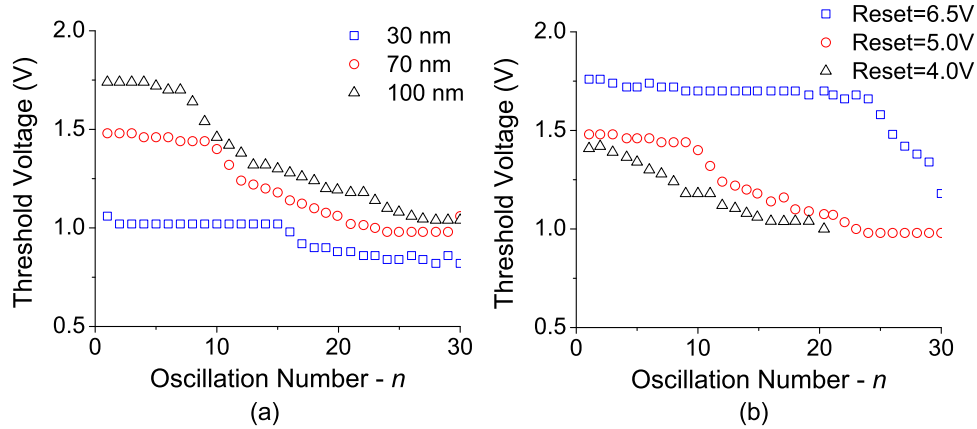 (a)
2.0
1.5
1.0
0.5
Threshold Voltage (V)
30 nm
70 nm
100 nm
0
10
20
30
Oscillation Number - n
(a)
(b)
2.0
1.5
1.0
0.5
Threshold Voltage (V)
Reset=6.5V
Reset=5.0V
Reset=4.0V
0
10
20
30
Oscillation Number - n
(b)